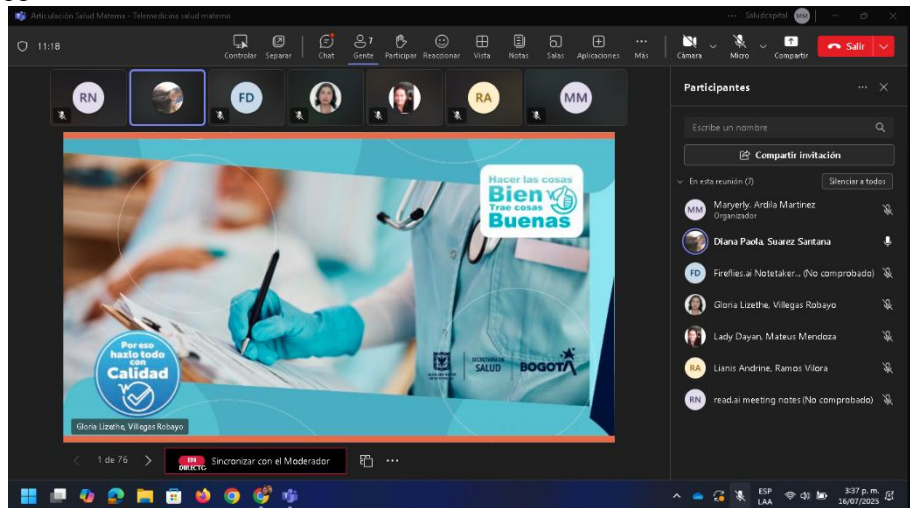 Articulación Salud Materna - Telemedicina salud materno
Saludcapital
MM
11:18
Controlar
Separar
Chat
Gente
7
Participar
Reaccionar
Vista
Notas
Salas
Aplicaciones
Más
Cámara
Micro
Compartir
Salir
RN
FD
RA
MM
Hacer las cosas
Bien
Trae cosas
Buenas
Por eso
hazlo todo
con
Calidad
SECRETARÍA DE
SALUD
BOGOTÁ
Gloria Lizethe, Villegas Robayo
1 de 76
EN DIRECTO
Sincronizar con el Moderador
Participantes
Escribe un nombre
Compartir invitación
En esta reunión (7)
Silenciar a todos
MM
Maryerly. Ardila Martinez
Organizador
Diana Paola, Suarez Santana
FD
Fireflies.ai Notetaker... (No comprobado)
Gloria Lizethe, Villegas Robayo
Lady Dayan, Mateus Mendoza
RA
Lianis Andrine, Ramos Vilora
RN
read.ai meeting notes (No comprobado)
ESP
LAA
3:37 p. m.
16/07/2025